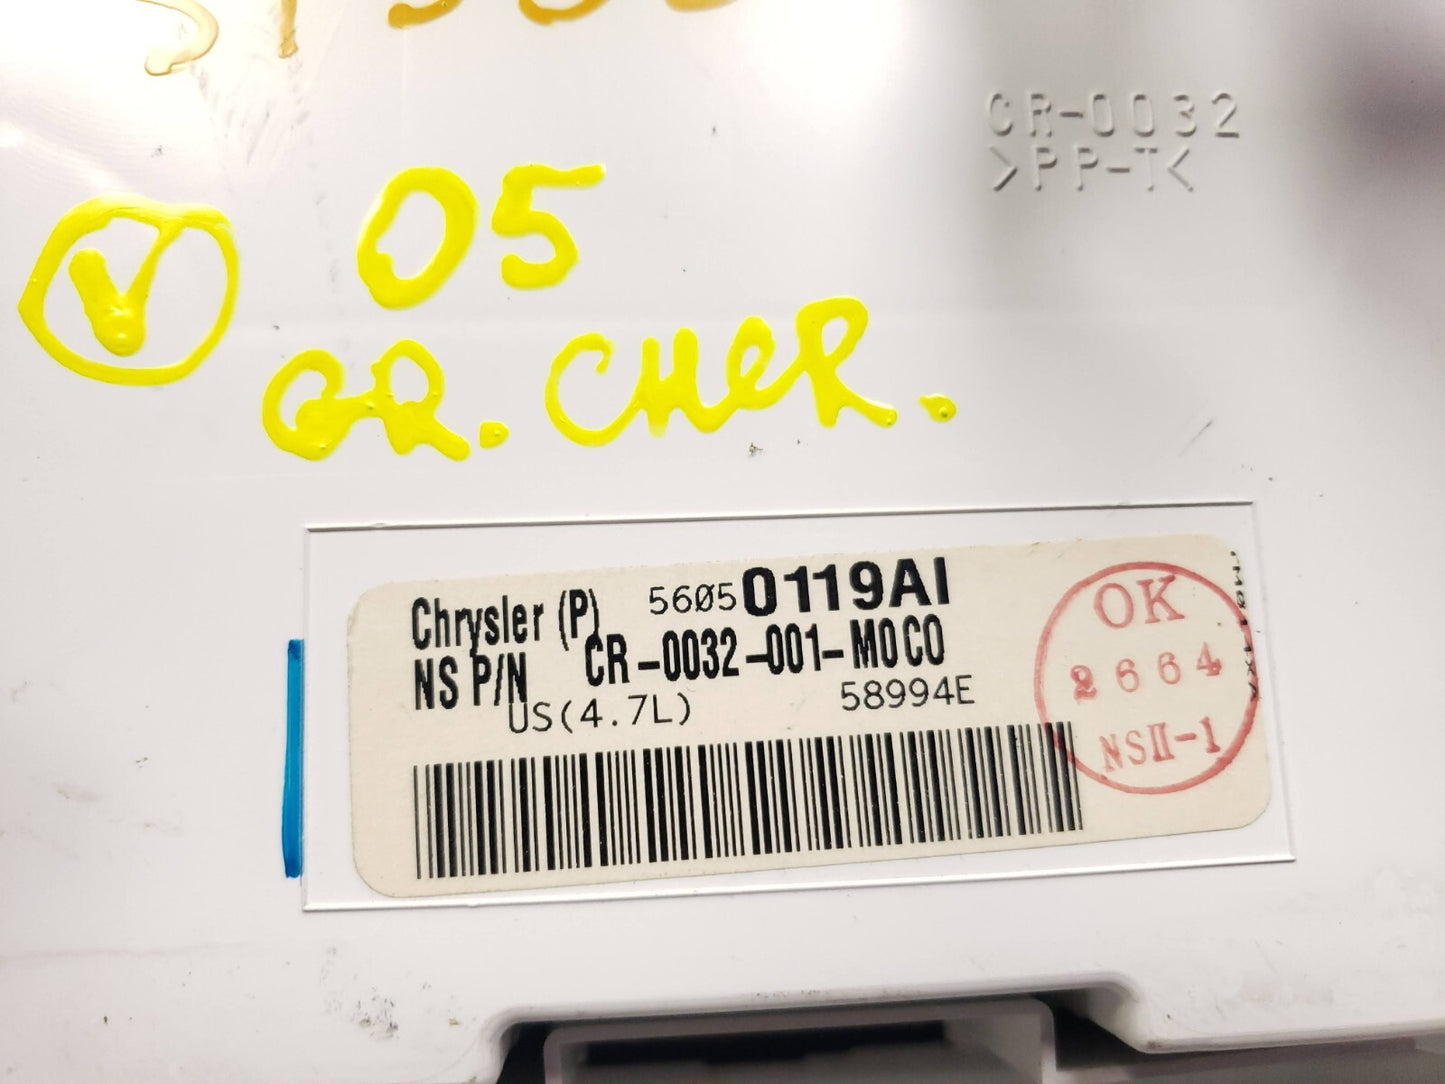 CR-0032
>PP-T<
05
GR. CHER.
Chrysler (P) 56050119AI
NS P/N CR-0032-001-M0C0
US(4.7L) 58994E
OK
2664
NSII-1